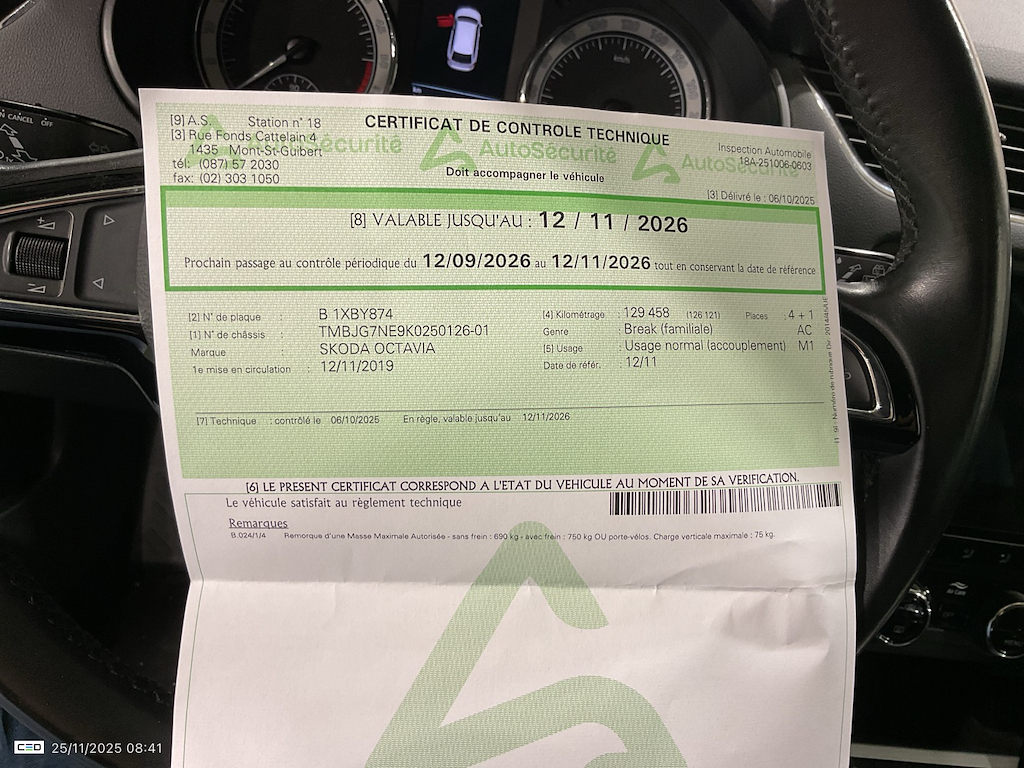 CANCEL OFF
km/h
[9] A.S. Station n° 18
[3] Rue Fonds Cattelain 4
1435 Mont-St-Guibert
tél: (087) 57 2030
fax: (02) 303 1050
CERTIFICAT DE CONTROLE TECHNIQUE
AutoSécurité
AutoSécurité
AutoSécurité
Doit accompagner le véhicule
Inspection Automobile
18A-251006-0603
[3] Délivré le : 06/10/2025
[8] VALABLE JUSQU'AU : 12 / 11 / 2026
Prochain passage au contrôle périodique du 12/09/2026 au 12/11/2026 tout en conservant la date de référence
[2] N° de plaque : B 1XBY874
[1] N° de châssis : TMBJG7NE9K0250126-01
Marque : SKODA OCTAVIA
1e mise en circulation : 12/11/2019
[4] Kilométrage : 129 458 (126 121) Places : 4 + 1
Genre : Break (familiale) AC
[5] Usage : Usage normal (accouplement) M1
Date de référ. : 12/11
[7] Technique : contrôlé le 06/10/2025 En règle, valable jusqu'au 12/11/2026
[6] LE PRESENT CERTIFICAT CORRESPOND A L'ETAT DU VEHICULE AU MOMENT DE SA VERIFICATION.
Le véhicule satisfait au règlement technique
Remarques
B.024/1/4 Remorque d'une Masse Maximale Autorisée - sans frein : 690 kg - avec frein : 750 kg OU porte-vélos. Charge verticale maximale : 75 kg.
CEO 25/11/2025 08:41